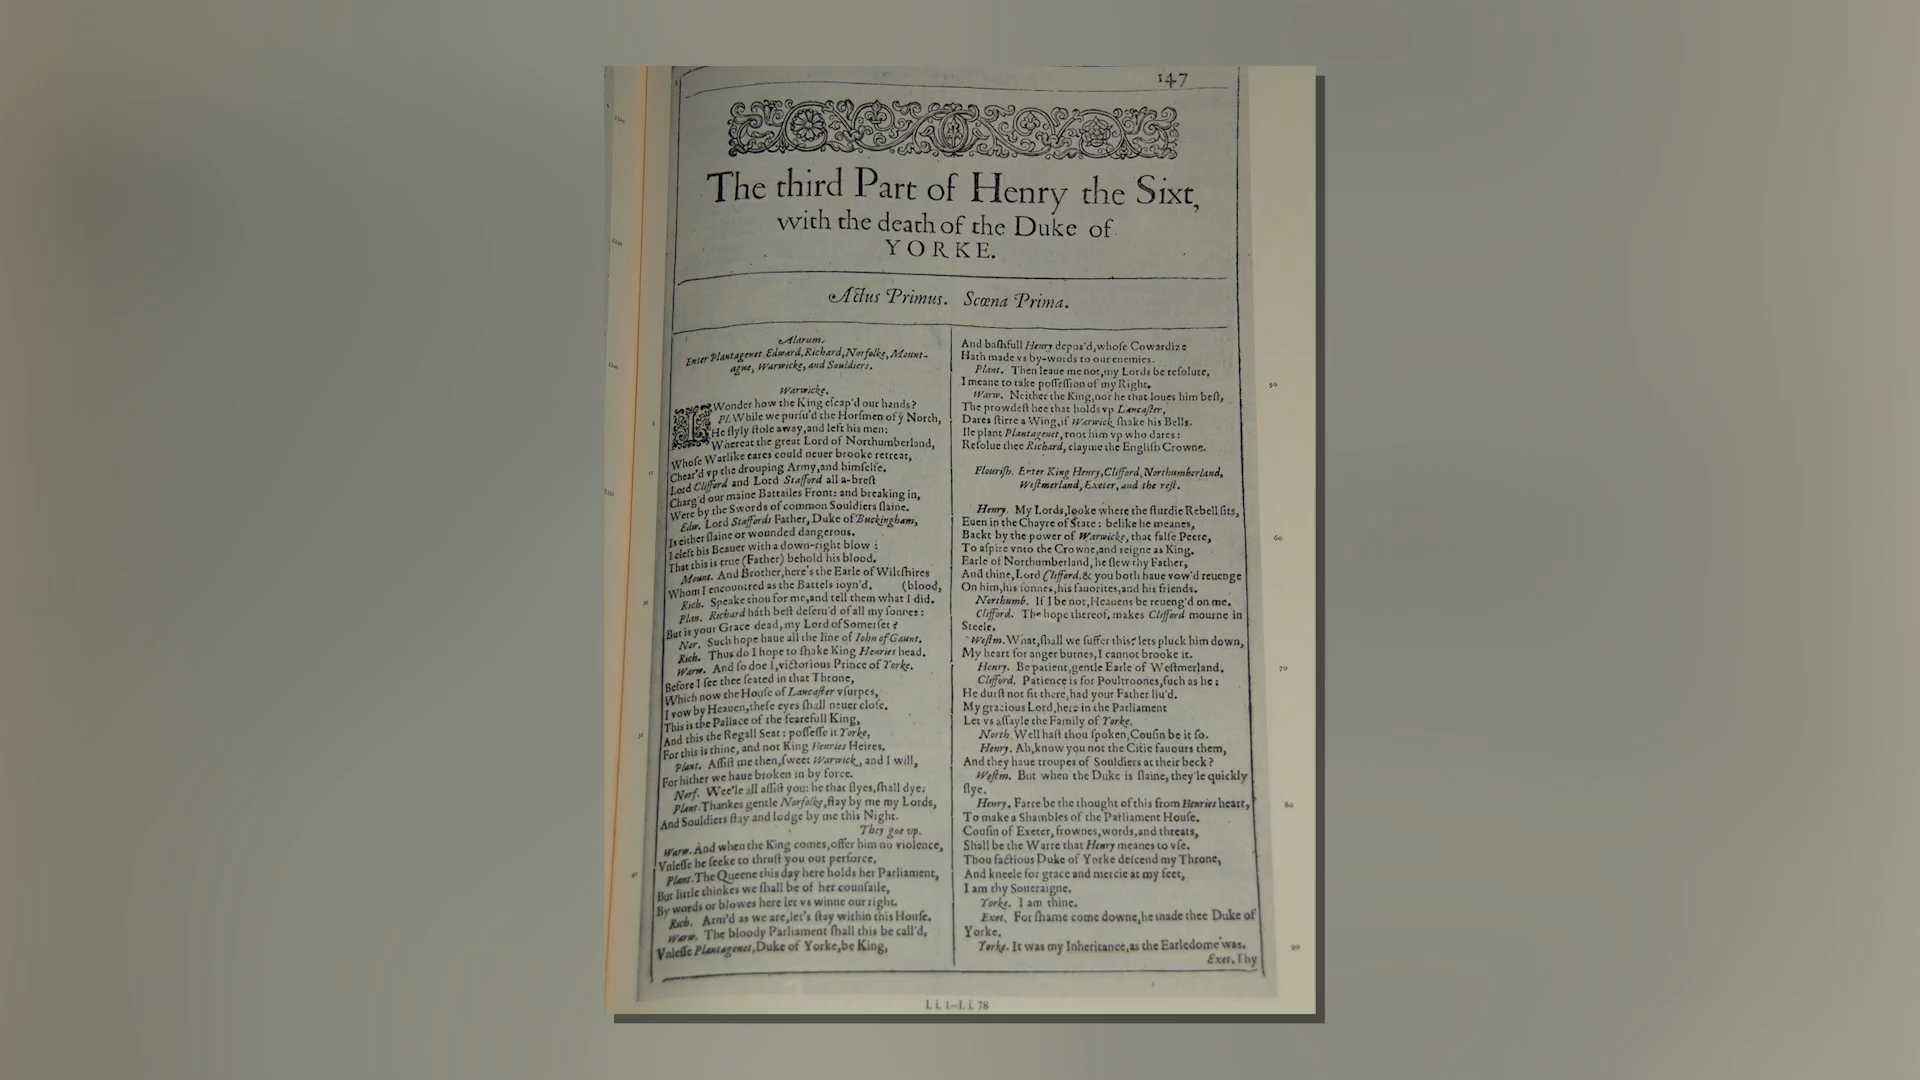 147
The third Part of Henry the Sixt,
with the death of the Duke of
YORKE.
Actus Primus. Scœna Prima.
Alarum.
Enter Plantagenet Edward, Richard, Norfolke, Mount-
ague, Warwicke, and Souldiers.
Warwicke.
I Wonder how the King eſcap'd our hands?
Pl. While we purſu'd the Horſmen of ẙ North,
He ſlyly ſtole away, and left his men:
Whereat the great Lord of Northumberland,
Whoſe Warlike eares could neuer brooke retreat,
Chear'd vp the drouping Army, and himſelfe.
Lord Clifford and Lord Stafford all a-breſt
Charg'd our maine Battailes Front: and breaking in,
Were by the Swords of common Souldiers ſlaine.
Edw. Lord Staffords Father, Duke of Buckingham,
Is either ſlaine or wounded dangerous.
I cleft his Beauer with a down-right blow:
That this is true (Father) behold his blood.
Mount. And Brother, here's the Earle of Wiltſhires
Whom I encountred as the Battels ioyn'd. (blood,
Rich. Speake thou for me, and tell them what I did.
Plan. Richard hath beſt deſeru'd of all my ſonnes:
But is your Grace dead, my Lord of Somerſet?
Nor. Such hope haue all the line of Iohn of Gaunt.
Rich. Thus do I hope to ſhake King Henries head.
Warw. And ſo doe I, victorious Prince of Yorke.
Before I ſee thee ſeated in that Throne,
Which now the Houſe of Lancaſter vſurpes,
I vow by Heauen, theſe eyes ſhall neuer cloſe.
This is the Pallace of the fearefull King,
And this the Regall Seat: poſſeſſe it Yorke,
For this is thine, and not King Henries Heires.
Plant. Aſſiſt me then, ſweet Warwick, and I will,
For hither we haue broken in by force.
Norf. Wee'le all aſſiſt you: he that flyes, ſhall dye.
Plant. Thankes gentle Norfolke, ſtay by me my Lords,
And Souldiers ſtay and lodge by me this Night.
They goe vp.
Warw. And when the King comes, offer him no violence,
Vnleſſe he ſeeke to thruſt you out perforce.
Plant. The Queene this day here holds her Parliament,
But little thinkes we ſhall be of her counſaile,
By words or blowes here let vs winne our right.
Rich. Arm'd as we are, let's ſtay within this Houſe.
Warw. The bloody Parliament ſhall this be call'd,
Vnleſſe Plantagenet, Duke of Yorke, be King,
And baſhfull Henry depos'd, whoſe Cowardize
Hath made vs by-words to our enemies.
Plant. Then leaue me not, my Lords be reſolute,
I meane to take poſſeſſion of my Right.
Warw. Neither the King, nor he that loues him beſt,
The prowdeſt hee that holds vp Lancaſter,
Dares ſtirre a Wing, if Warwick ſhake his Bells.
Ile plant Plantagenet, root him vp who dares:
Reſolue thee Richard, clayme the Engliſh Crowne.
Flouriſh. Enter King Henry, Clifford, Northumberland,
Weſtmerland, Exeter, and the reſt.
Henry. My Lords, looke where the ſturdie Rebell ſits,
Euen in the Chayre of State: belike he meanes,
Backt by the power of Warwicke, that falſe Peere,
To aſpire vnto the Crowne, and reigne as King.
Earle of Northumberland, he ſlew thy Father,
And thine, Lord Clifford, & you both haue vow'd reuenge
On him, his ſonnes, his fauorites, and his friends.
Northumb. If I be not, Heauens be reueng'd on me.
Clifford. The hope thereof, makes Clifford mourne in
Steele.
Weſtm. What, ſhall we ſuffer this? lets pluck him down,
My heart for anger burnes, I cannot brooke it.
Henry. Be patient, gentle Earle of Weſtmerland.
Clifford. Patience is for Poultroones, ſuch as he:
He durſt not ſit there, had your Father liu'd.
My gracious Lord, here in the Parliament
Let vs aſſayle the Family of Yorke.
North. Well haſt thou ſpoken, Couſin be it ſo.
Henry. Ah, know you not the Citie fauours them,
And they haue troupes of Souldiers at their beck?
Weſtm. But when the Duke is ſlaine, they'le quickly
flye.
Henry. Farre be the thought of this from Henries heart,
To make a Shambles of the Parliament Houſe.
Couſin of Exeter, frownes, words, and threats,
Shall be the Warre that Henry meanes to vſe.
Thou factious Duke of Yorke deſcend my Throne,
And kneele for grace and mercie at my feet,
I am thy Soueraigne.
Yorke. I am thine.
Exet. For ſhame come downe, he made thee Duke of
Yorke.
Yorke. It was my Inheritance, as the Earledome was.
Exet. Thy
50
60
70
80
90
I. i. 1–I. i. 78